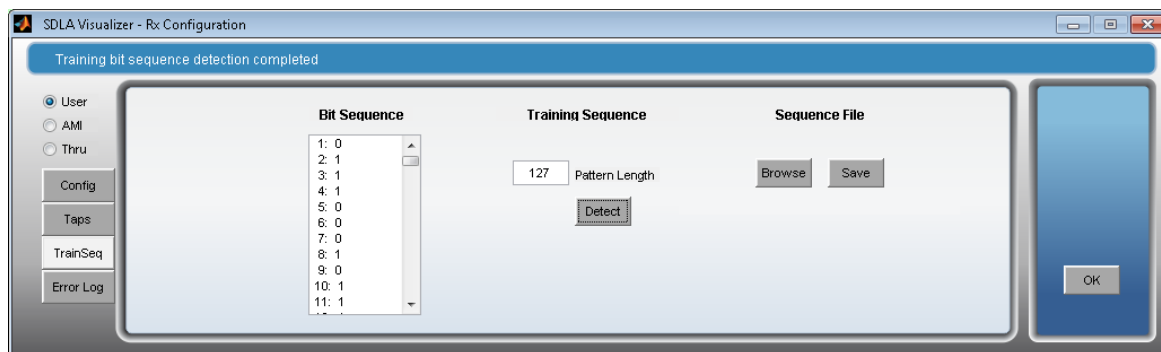 SDLA Visualizer - Rx Configuration
Training bit sequence detection completed
User
AMI
Thru
Config
Taps
TrainSeq
Error Log
Bit Sequence
1: 0
2: 1
3: 1
4: 1
5: 0
6: 0
7: 0
8: 1
9: 0
10: 1
11: 1
Training Sequence
127 Pattern Length
Detect
Sequence File
Browse Save
OK